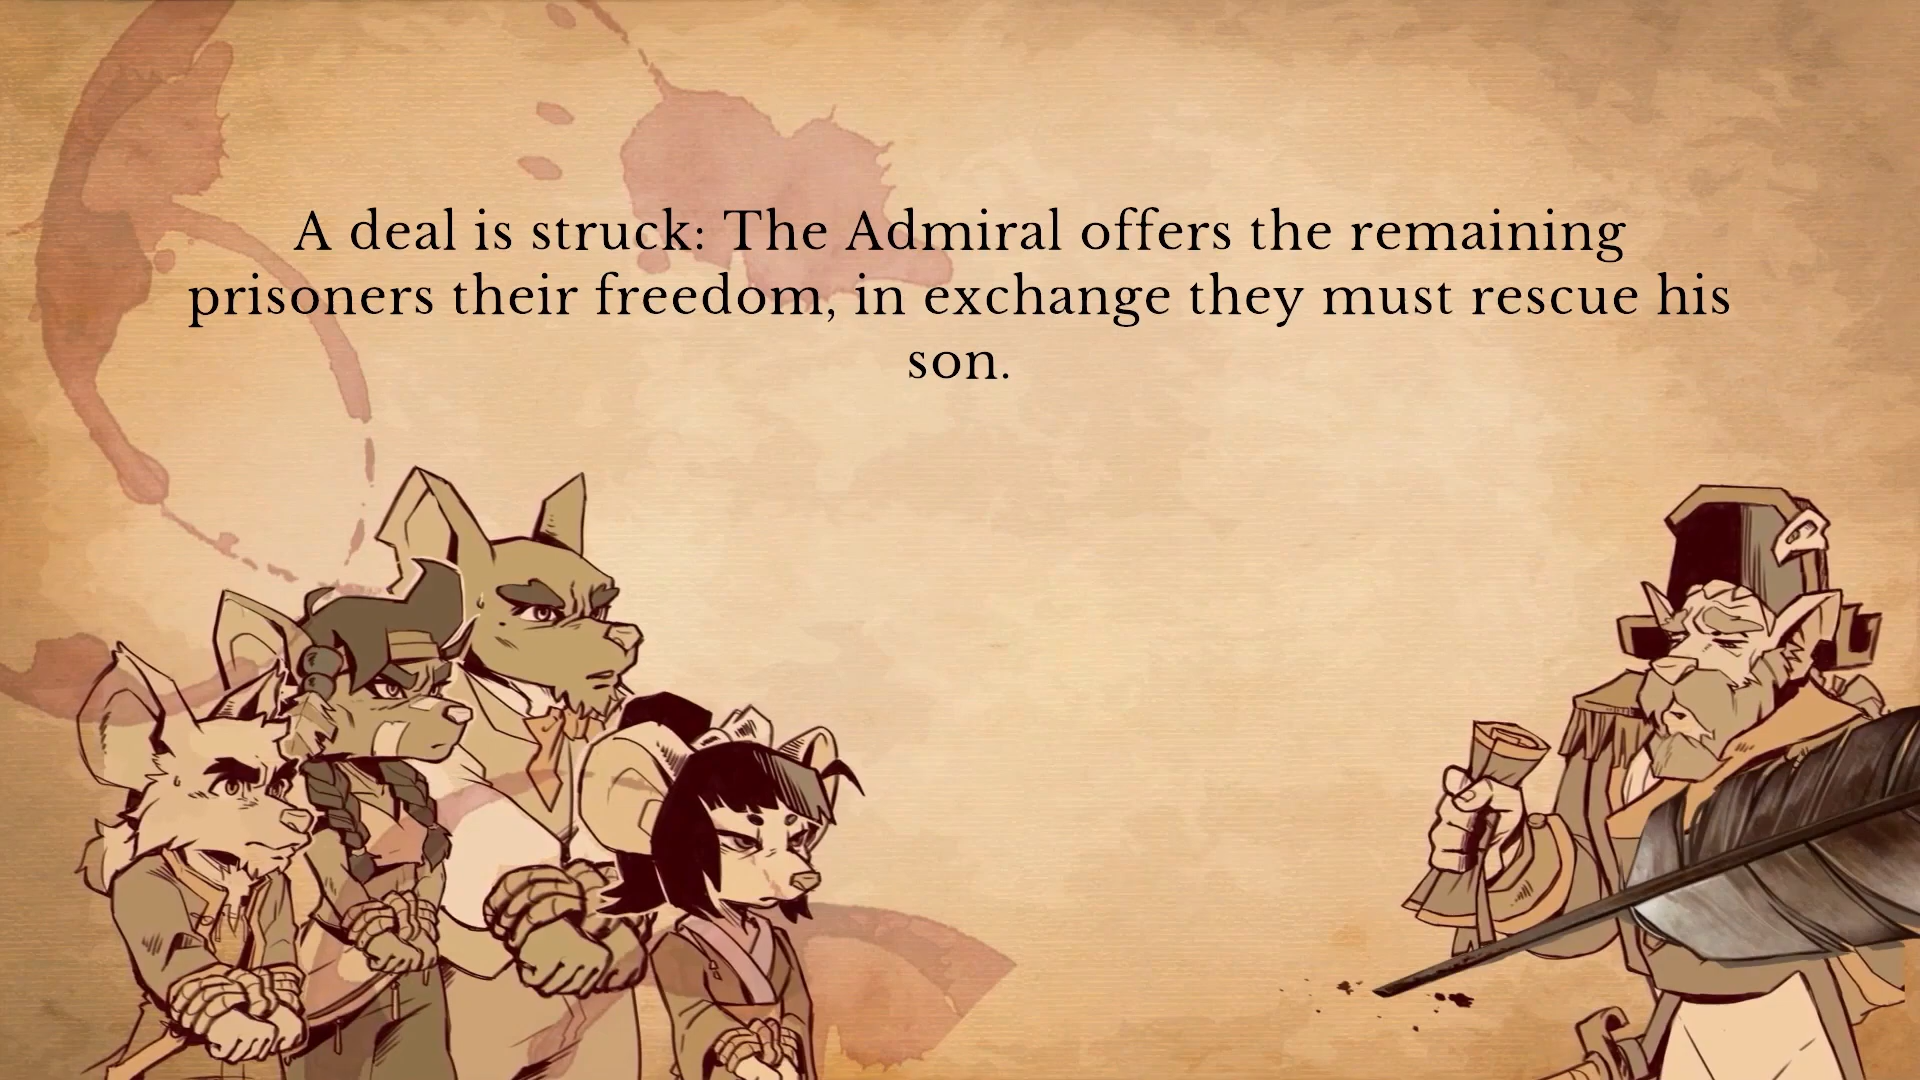 A deal is struck: The Admiral offers the remaining
prisoners their freedom, in exchange they must rescue his
son.